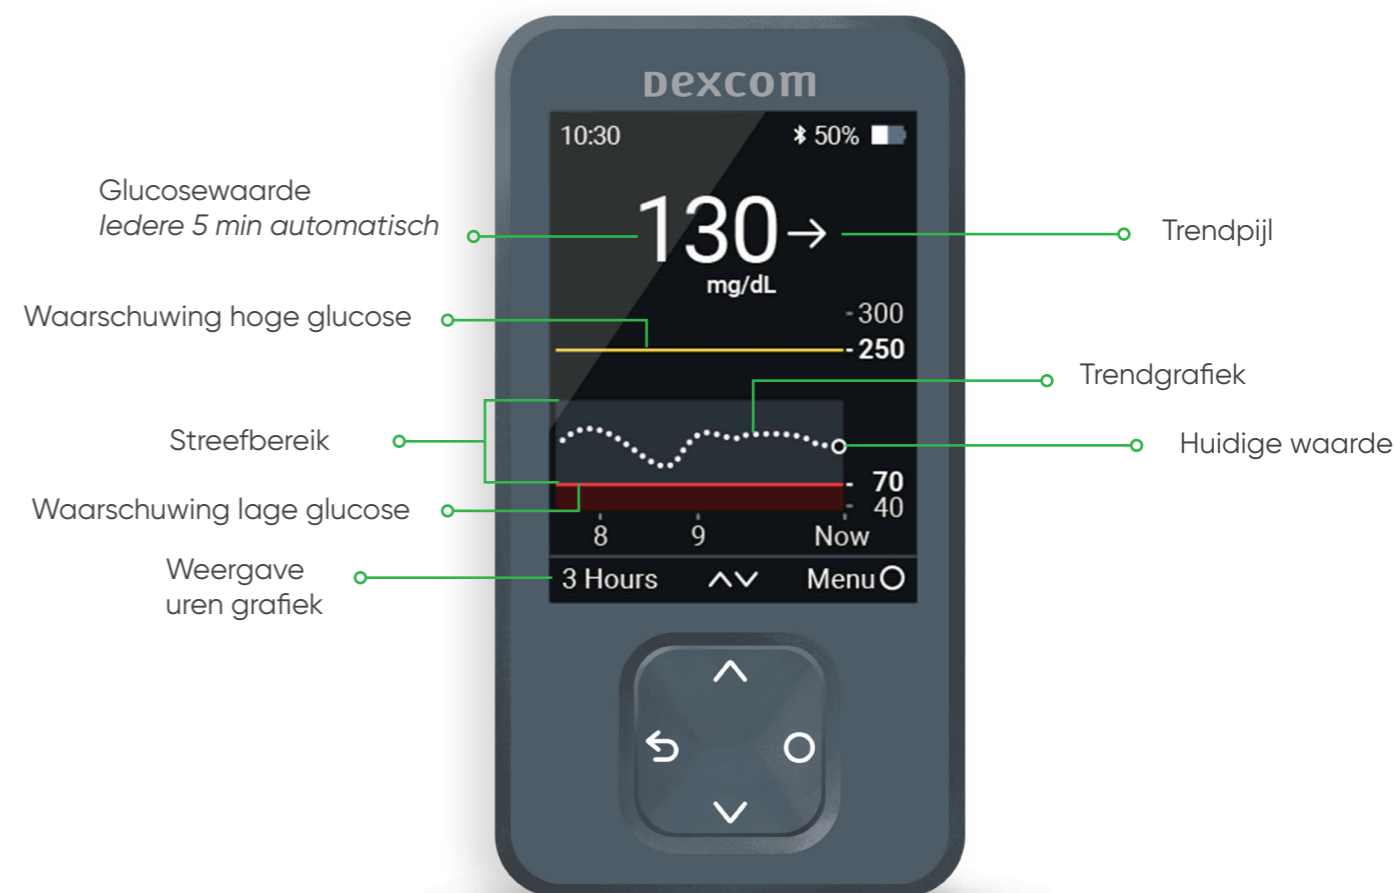 Dexcom
10:30
50%
Glucosewaarde
Iedere 5 min automatisch
130
mg/dL
Trendpijl
Waarschuwing hoge glucose
300
250
Trendgrafiek
Streefbereik
Huidige waarde
70
Waarschuwing lage glucose
40
8 9 Now
Weergave
uren grafiek
3 Hours Menu